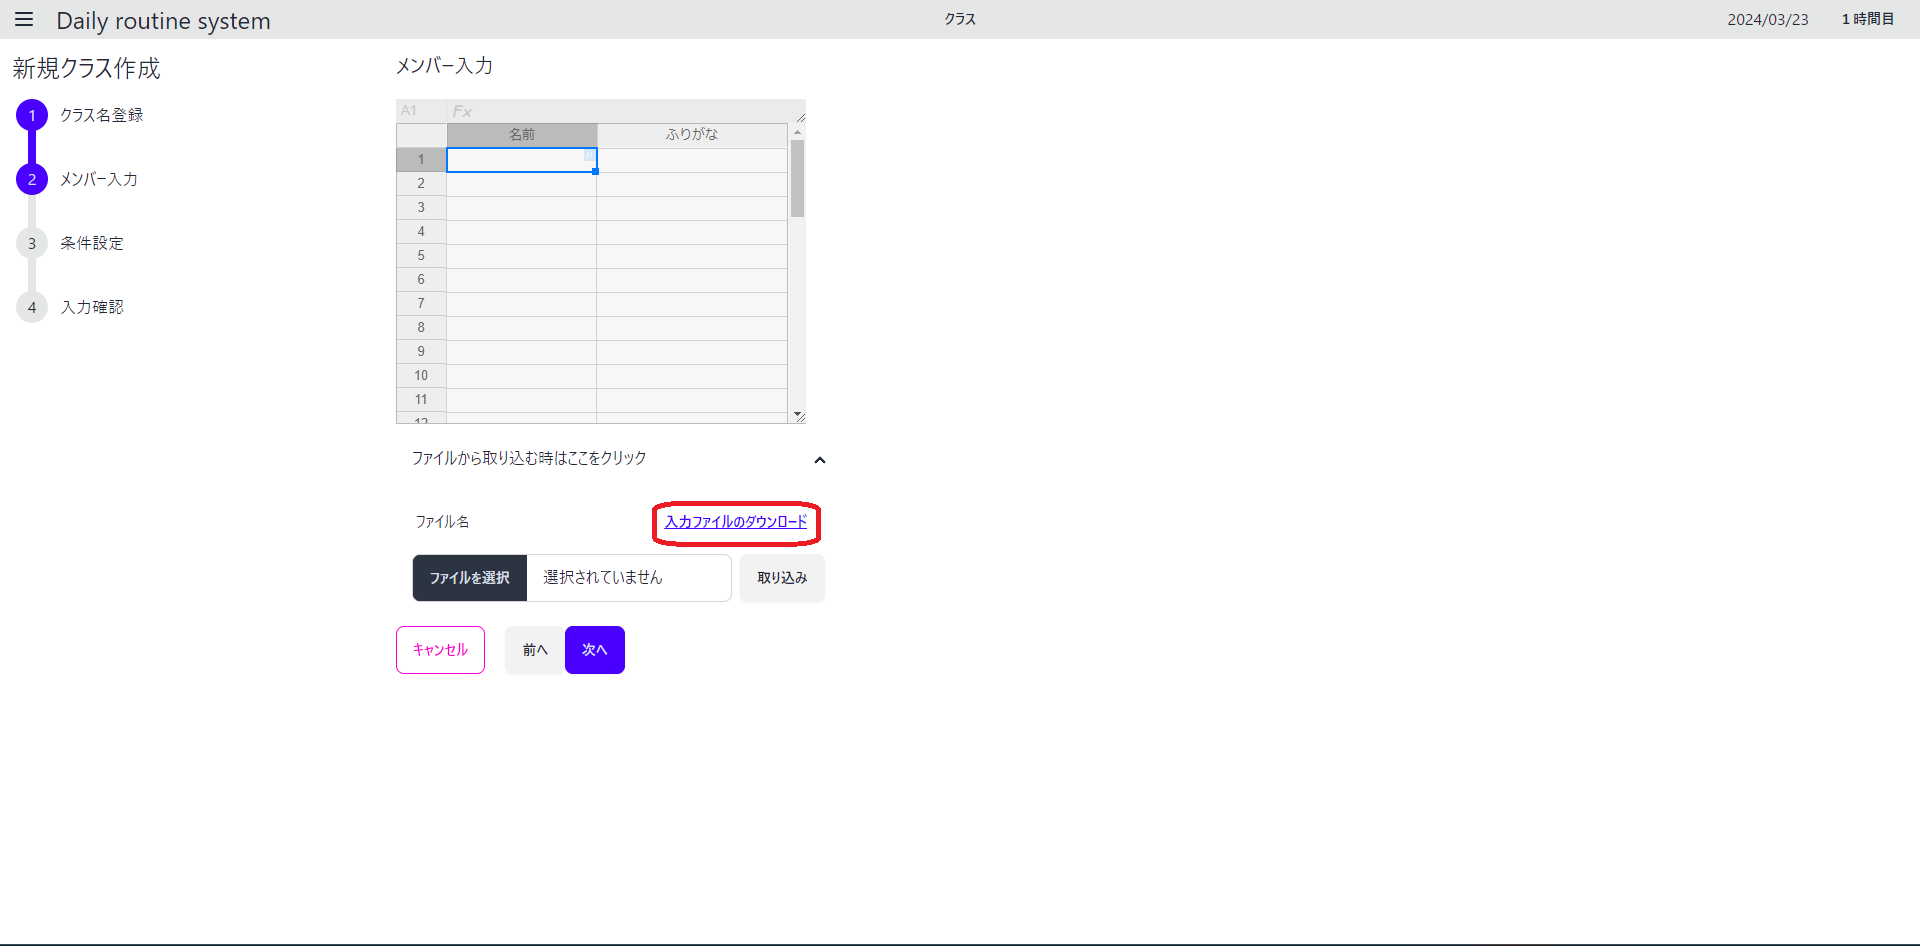 Daily routine system
クラス
2024/03/23
1 時間目
新規クラス作成
1 クラス名登録
2 メンバー入力
3 条件設定
4 入力確認
メンバー入力
A1 Fx
名前 ふりがな
1
2
3
4
5
6
7
8
9
10
11
12
ファイルから取り込む時はここをクリック
ファイル名 入力ファイルのダウンロード
ファイルを選択 選択されていません 取り込み
キャンセル 前へ 次へ